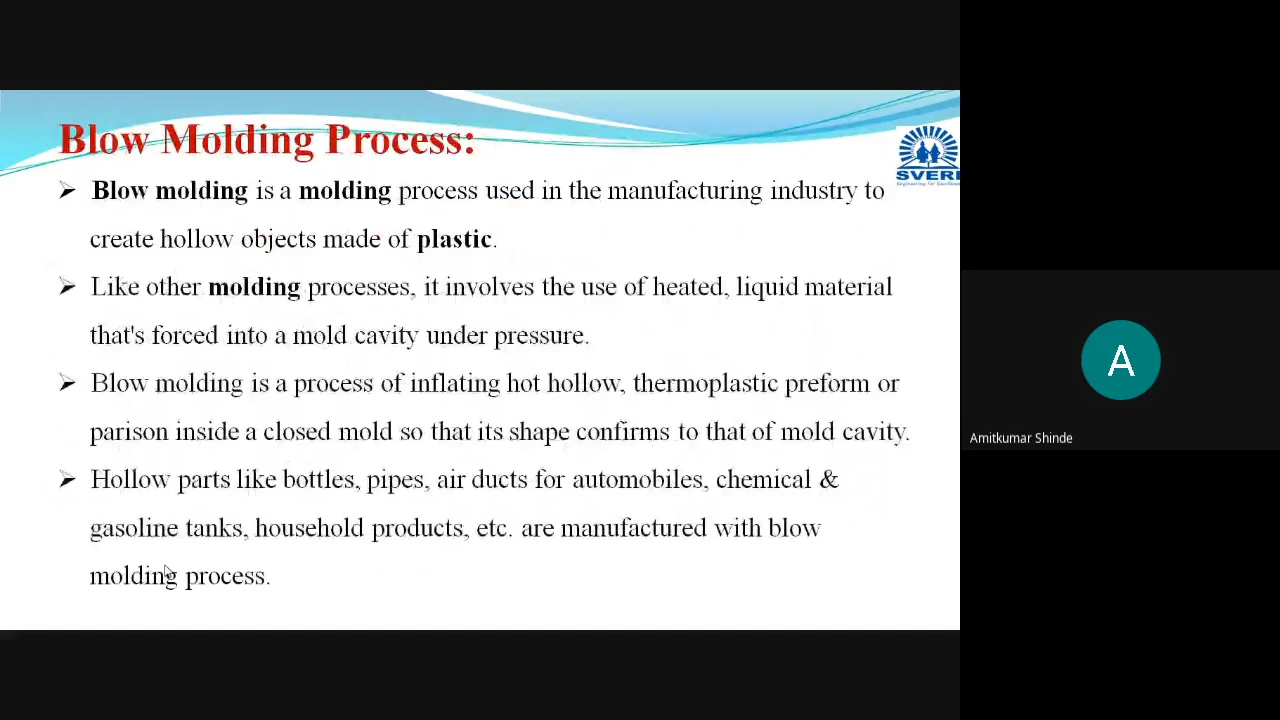 Blow Molding Process:
➢ Blow molding is a molding process used in the manufacturing industry to
create hollow objects made of plastic.
➢ Like other molding processes, it involves the use of heated, liquid material
that's forced into a mold cavity under pressure.
➢ Blow molding is a process of inflating hot hollow, thermoplastic preform or
parison inside a closed mold so that its shape confirms to that of mold cavity.
➢ Hollow parts like bottles, pipes, air ducts for automobiles, chemical &
gasoline tanks, household products, etc. are manufactured with blow
molding process.
SVERI
A
Amitkumar Shinde